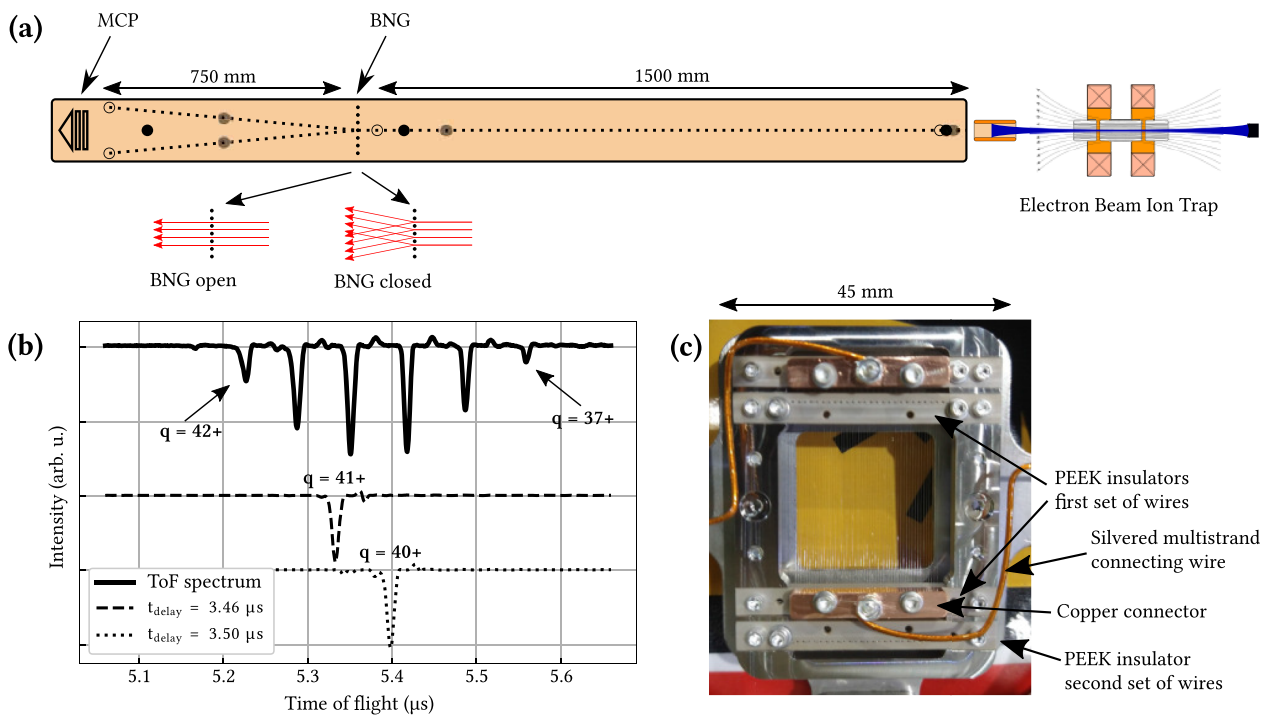 (a)
MCP
BNG
750 mm
1500 mm
Electron Beam Ion Trap
BNG open
BNG closed
(b)
q = 42+
q = 37+
q = 41+
q = 40+
Intensity (arb. u.)
ToF spectrum
t_delay = 3.46 µs
t_delay = 3.50 µs
5.1
5.2
5.3
5.4
5.5
5.6
Time of flight (µs)
(c)
45 mm
PEEK insulators
first set of wires
Silvered multistrand
connecting wire
Copper connector
PEEK insulator
second set of wires